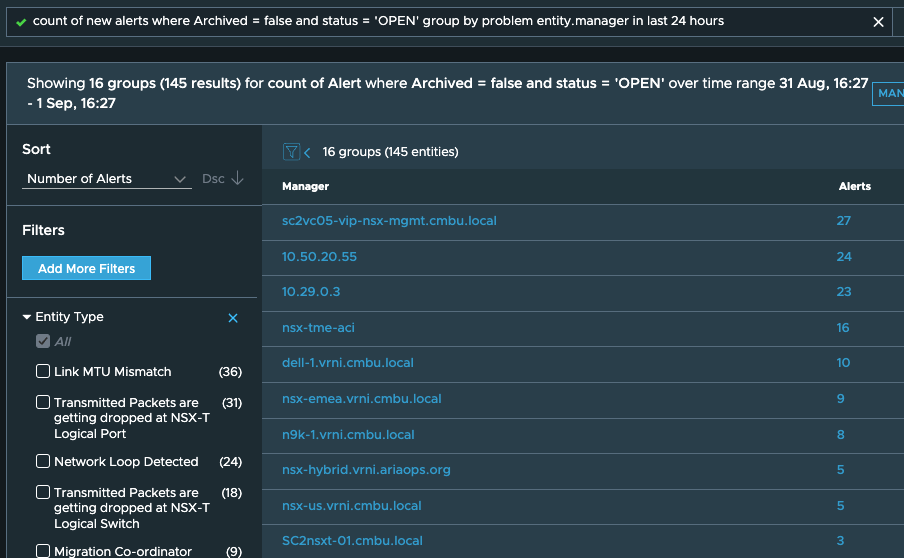 count of new alerts where Archived = false and status = 'OPEN' group by problem entity.manager in last 24 hours
Showing 16 groups (145 results) for count of Alert where Archived = false and status = 'OPEN' over time range 31 Aug, 16:27
- 1 Sep, 16:27
MAN
Sort
Number of Alerts
Dsc
Filters
Add More Filters
Entity Type
All
Link MTU Mismatch (36)
Transmitted Packets are (31)
getting dropped at NSX-T
Logical Port
Network Loop Detected (24)
Transmitted Packets are (18)
getting dropped at NSX-T
Logical Switch
Migration Co-ordinator (9)
16 groups (145 entities)
Manager Alerts
sc2vc05-vip-nsx-mgmt.cmbu.local 27
10.50.20.55 24
10.29.0.3 23
nsx-tme-aci 16
dell-1.vrni.cmbu.local 10
nsx-emea.vrni.cmbu.local 9
n9k-1.vrni.cmbu.local 8
nsx-hybrid.vrni.ariaops.org 5
nsx-us.vrni.cmbu.local 5
SC2nsxt-01.cmbu.local 3